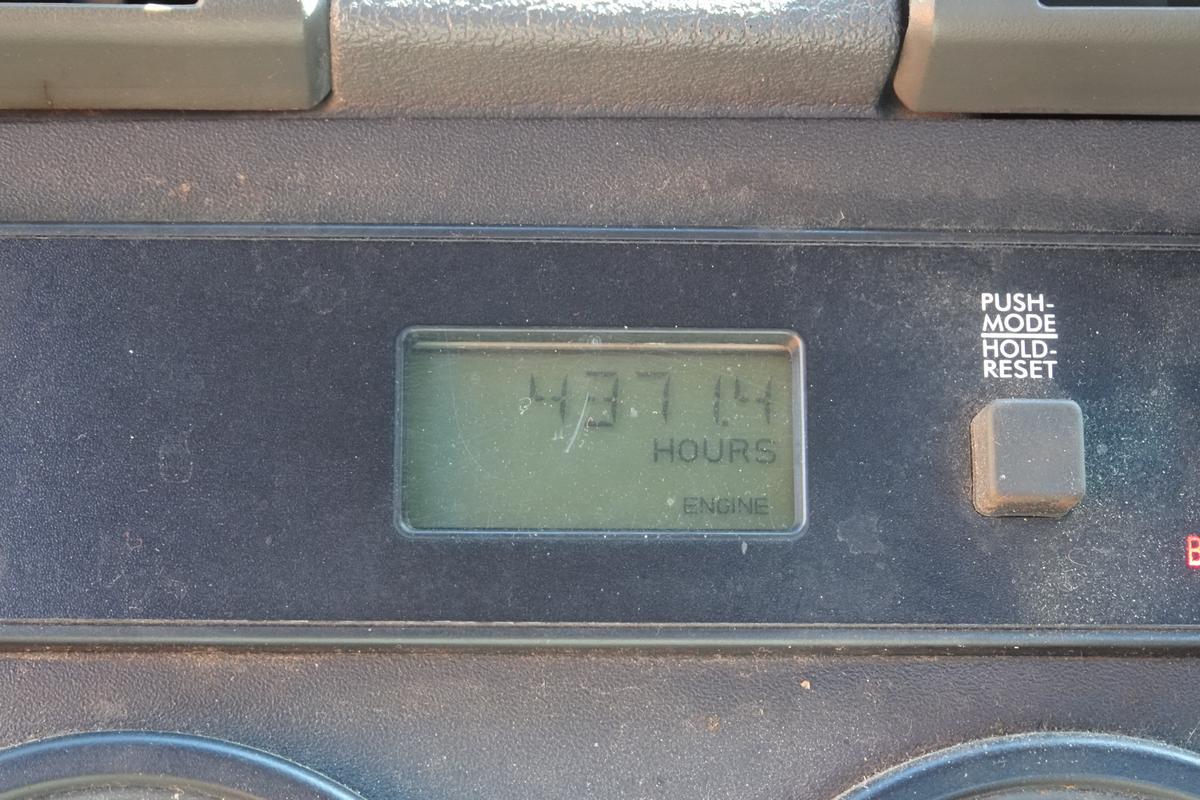 4371.4
HOURS
ENGINE
PUSH-
MODE
HOLD-
RESET
B